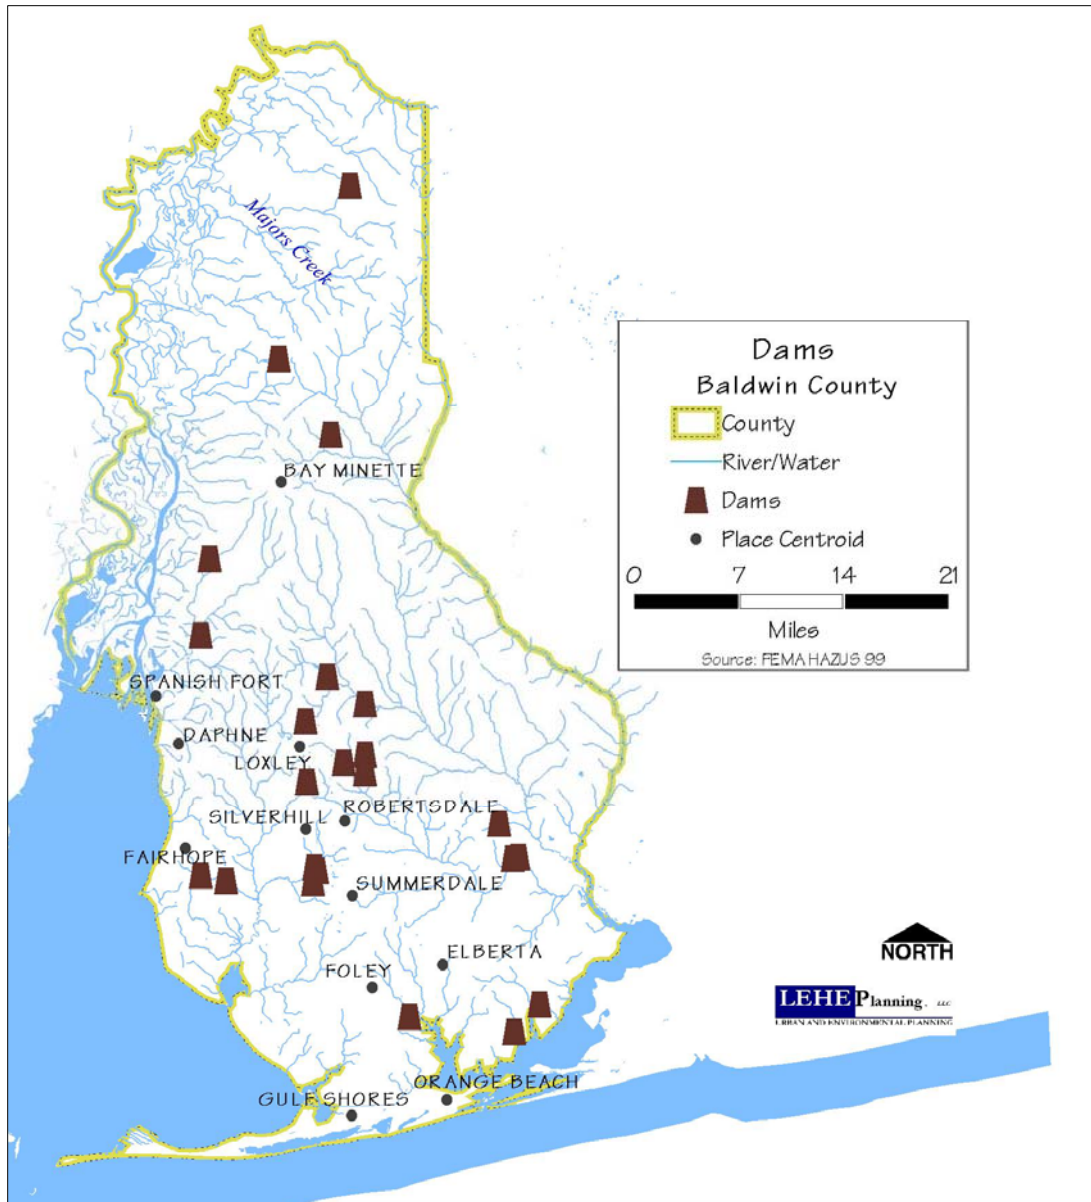 Majors Creek
Dams
Baldwin County
County
River/Water
Dams
Place Centroid
0 7 14 21
Miles
Source: FEMA HAZUS 99
BAY MINETTE
SPANISH FORT
DAPHNE
LOXLEY
ROBERTSDALE
SILVERHILL
FAIRHOPE
SUMMERDALE
ELBERTA
FOLEY
NORTH
LEHE Planning, LLC
URBAN AND ENVIRONMENTAL PLANNING
ORANGE BEACH
GULF SHORES